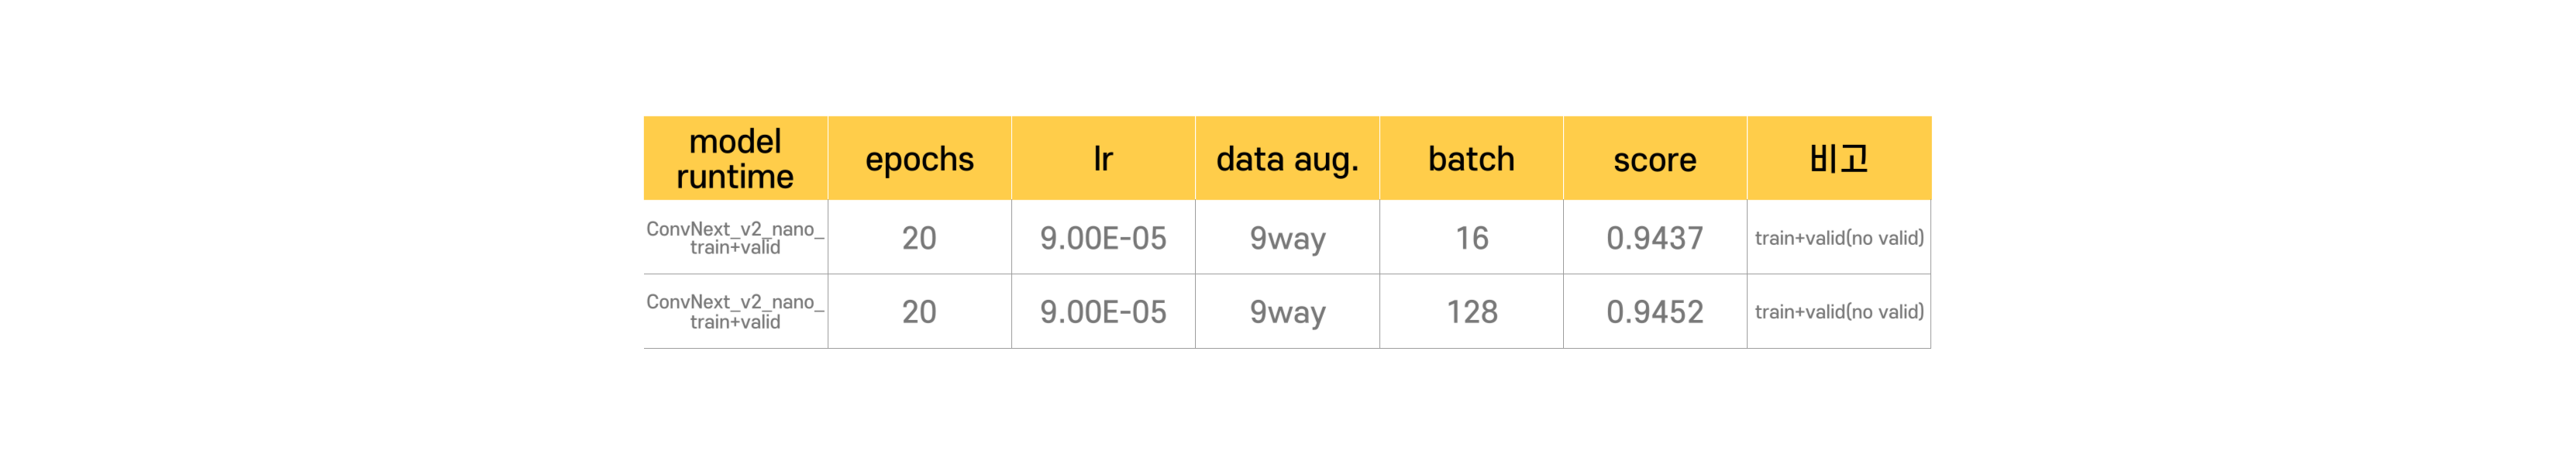 model
runtime
epochs
lr
data aug.
batch
score
비고
ConvNext_v2_nano_
train+valid
20
9.00E-05
9way
16
0.9437
train+valid(no valid)
ConvNext_v2_nano_
train+valid
20
9.00E-05
9way
128
0.9452
train+valid(no valid)